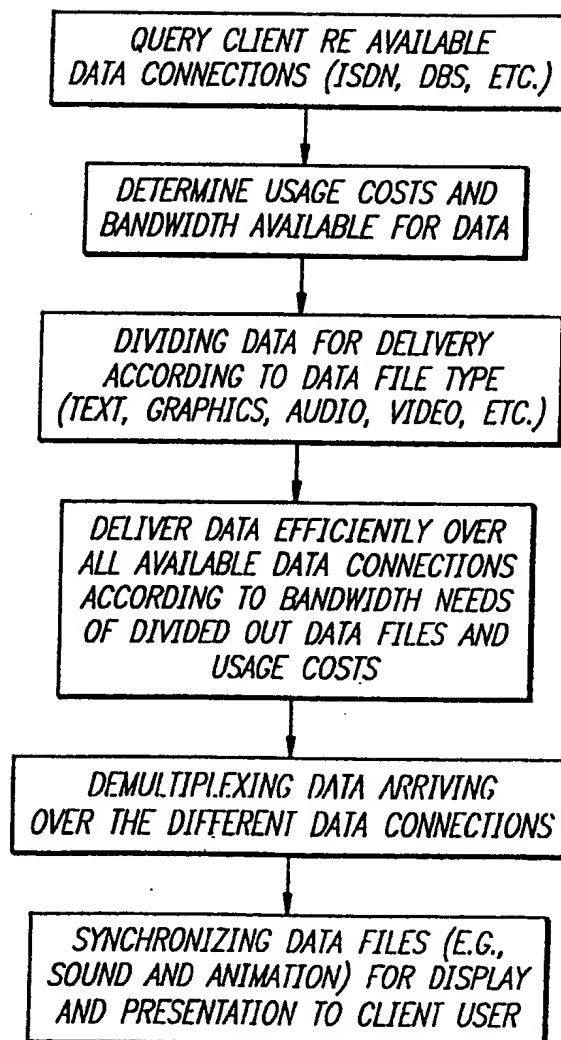 QUERY CLIENT RE AVAILABLE
DATA CONNECTIONS (ISDN, DBS, ETC.)
DETERMINE USAGE COSTS AND
BANDWIDTH AVAILABLE FOR DATA
DIVIDING DATA FOR DELIVERY
ACCORDING TO DATA FILE TYPE
(TEXT, GRAPHICS, AUDIO, VIDEO, ETC.)
DELIVER DATA EFFICIENTLY OVER
ALL AVAILABLE DATA CONNECTIONS
ACCORDING TO BANDWIDTH NEEDS
OF DIVIDED OUT DATA FILES AND
USAGE COSTS
DEMULTIPLEXING DATA ARRIVING
OVER THE DIFFERENT DATA CONNECTIONS
SYNCHRONIZING DATA FILES (E.G.,
SOUND AND ANIMATION) FOR DISPLAY
AND PRESENTATION TO CLIENT USER